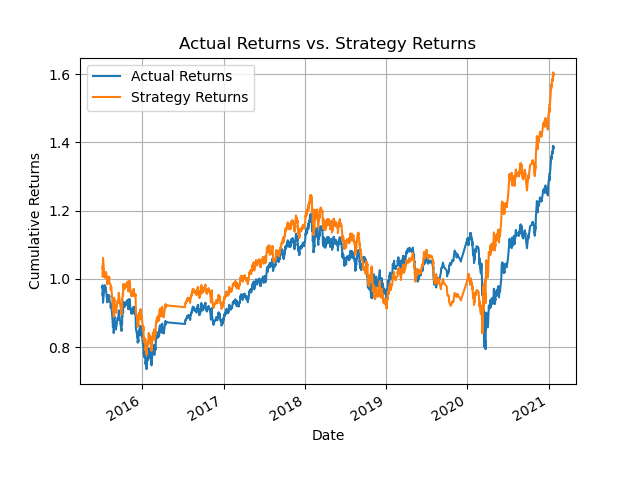 Actual Returns vs. Strategy Returns
Actual Returns
Strategy Returns
Cumulative Returns
1.6
1.4
1.2
1.0
0.8
2016
2017
2018
2019
2020
2021
Date